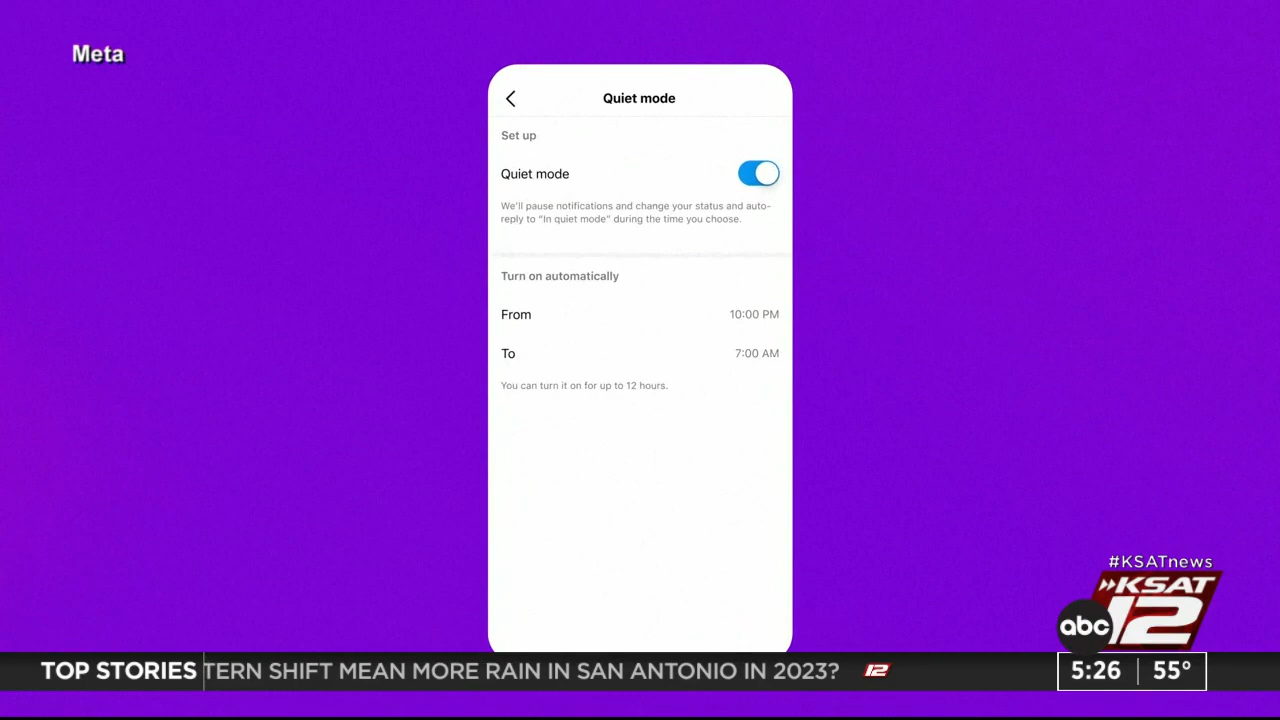 Meta
Quiet mode
Set up
Quiet mode
We'll pause notifications and change your status and auto-
reply to “In quiet mode” during the time you choose.
Turn on automatically
From 10:00 PM
To 7:00 AM
You can turn it on for up to 12 hours.
#KSATnews
KSAT
abc 12
TOP STORIES TERN SHIFT MEAN MORE RAIN IN SAN ANTONIO IN 2023? 12 5:26 55°